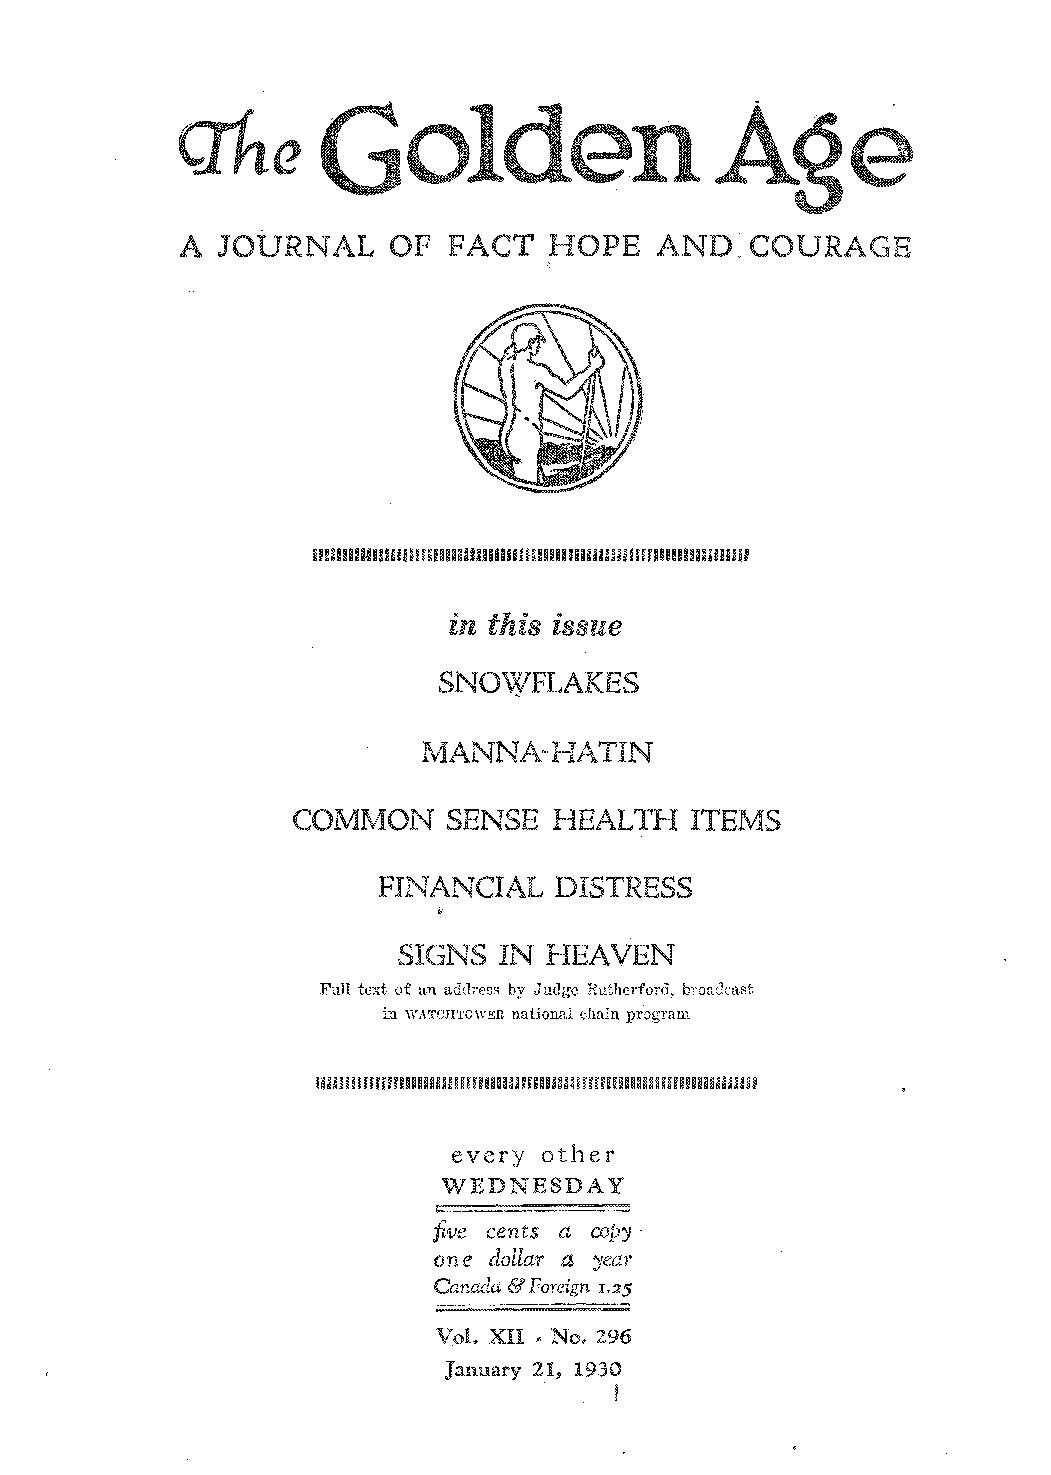 The Golden Age
A JOURNAL OF FACT HOPE AND COURAGE
in this issue
SNOWFLAKES
MANNA-HATIN
COMMON SENSE HEALTH ITEMS
FINANCIAL DISTRESS
SIGNS IN HEAVEN
Full text of an address by Judge Rutherford, broadcast
in WATCHTOWER national chain program
every other
WEDNESDAY
five cents a copy
one dollar a year
Canada & Foreign 1.25
Vol. XII - No. 296
January 21, 1930